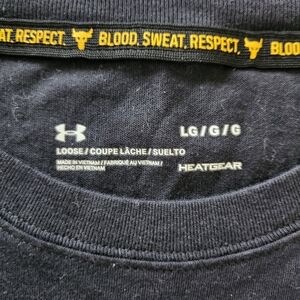 AT. RESPECT. BLOOD. SWEAT. RESPECT. BLOO
LG/G/G
LOOSE / COUPE LÂCHE / SUELTO
MADE IN VIETNAM / FABRIQUÉ AU VIETNAM /
HECHO EN VIETNAM
HEATGEAR